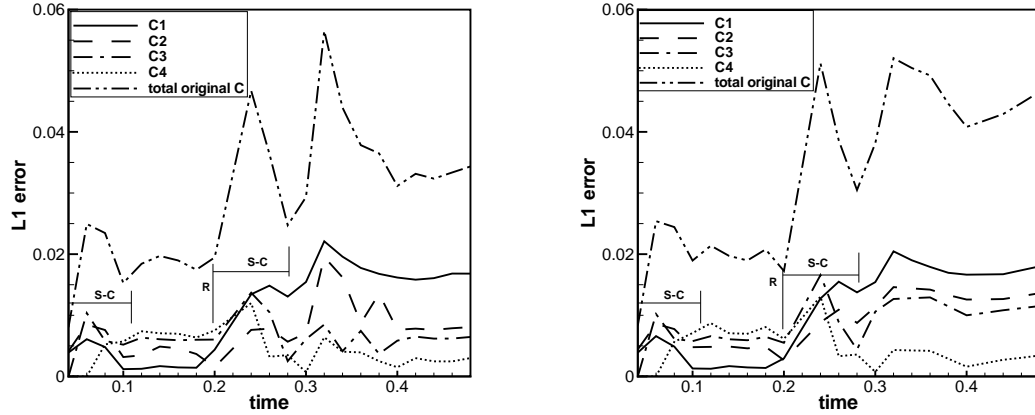 0.06
C1
C2
C3
C4
total original C
0.04
L1 error
0.02
S-C
S-C
R
0
0.1
0.2
0.3
0.4
time
0.06
C1
C2
C3
C4
total original C
0.04
L1 error
0.02
S-C
S-C
R
0
0.1
0.2
0.3
0.4
time